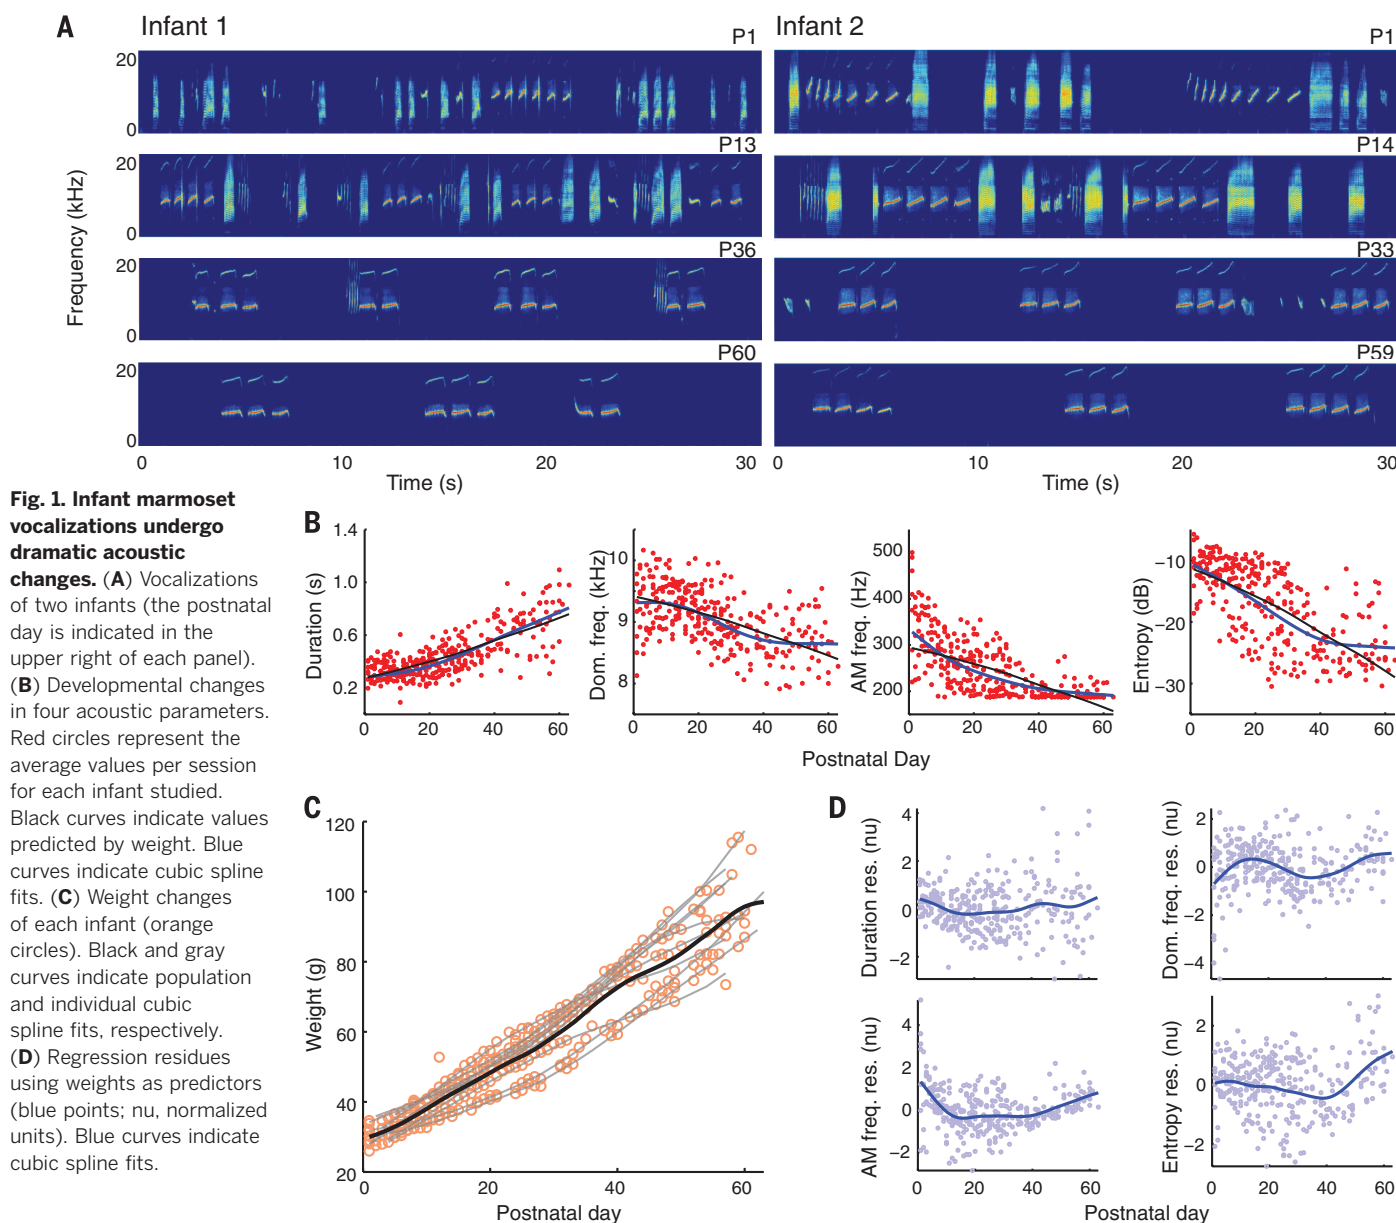 A
Infant 1
Infant 2
P1
P1
P13
P14
P36
P33
P60
P59
Frequency (kHz)
20
0
20
0
20
0
20
0
0
10
20
30
0
10
20
30
Time (s)
Time (s)
Fig. 1. Infant marmoset
vocalizations undergo
dramatic acoustic
changes. (A) Vocalizations
of two infants (the postnatal
day is indicated in the
upper right of each panel).
(B) Developmental changes
in four acoustic parameters.
Red circles represent the
average values per session
for each infant studied.
Black curves indicate values
predicted by weight. Blue
curves indicate cubic spline
fits. (C) Weight changes
of each infant (orange
circles). Black and gray
curves indicate population
and individual cubic
spline fits, respectively.
(D) Regression residues
using weights as predictors
(blue points; nu, normalized
units). Blue curves indicate
cubic spline fits.
B
Duration (s)
1.4
1.0
0.6
0.2
0
20
40
60
Dom. freq. (kHz)
10
9
8
0
20
40
60
AM freq. (Hz)
500
400
300
200
0
20
40
60
Entropy (dB)
−10
−20
−30
0
20
40
60
Postnatal Day
C
Weight (g)
120
100
80
60
40
20
0
20
40
60
Postnatal day
D
Duration res. (nu)
4
2
0
−2
Dom. freq. res. (nu)
2
0
−2
−4
AM freq. res. (nu)
4
2
0
−2
0
20
40
60
Entropy res. (nu)
2
0
−2
0
20
40
60
Postnatal day